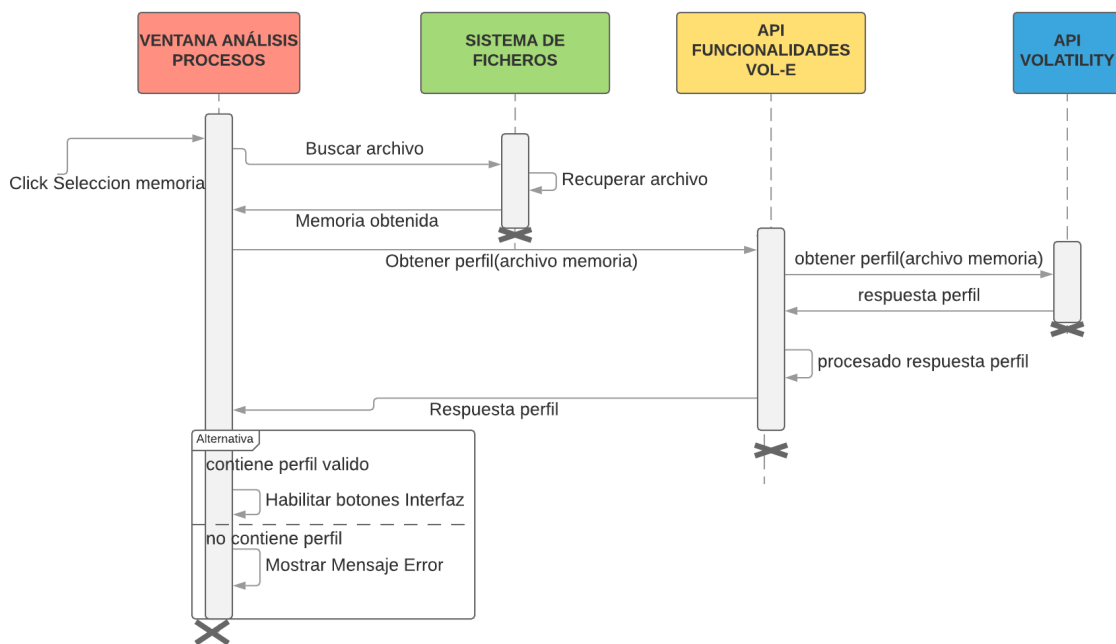 VENTANA ANÁLISIS
PROCESOS
SISTEMA DE
FICHEROS
API
FUNCIONALIDADES
VOL-E
API
VOLATILITY
Click Seleccion memoria
Buscar archivo
Recuperar archivo
Memoria obtenida
Obtener perfil(archivo memoria)
obtener perfil(archivo memoria)
respuesta perfil
procesado respuesta perfil
Respuesta perfil
Alternativa
contiene perfil valido
Habilitar botones Interfaz
no contiene perfil
Mostrar Mensaje Error